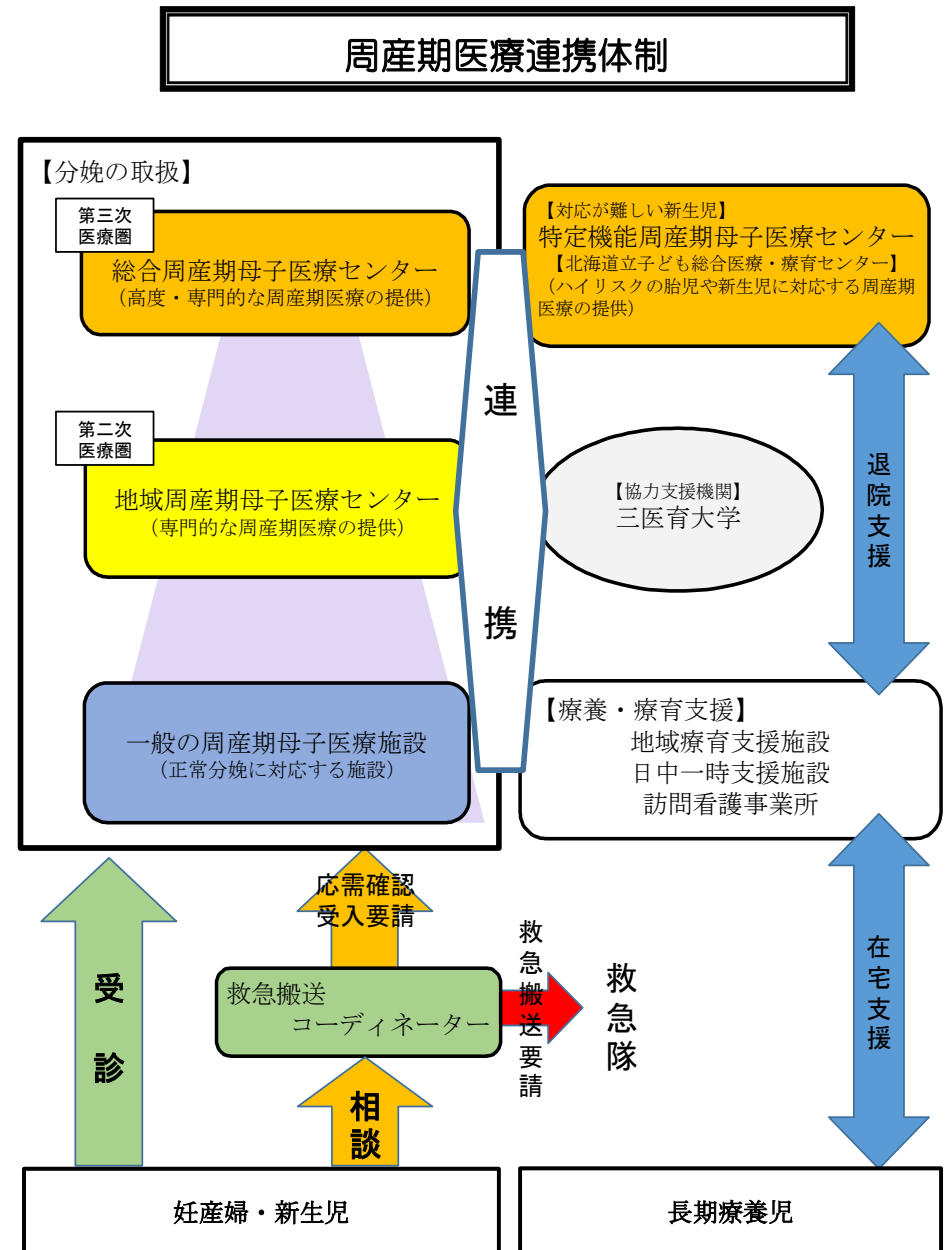 周産期医療連携体制
【分娩の取扱】
第三次
医療圏
総合周産期母子医療センター
（高度・専門的な周産期医療の提供）
第二次
医療圏
地域周産期母子医療センター
（専門的な周産期医療の提供）
一般の周産期母子医療施設
（正常分娩に対応する施設）
連携
【対応が難しい新生児】
特定機能周産期母子医療センター
【北海道立子ども総合医療・療育センター】
（ハイリスクの胎児や新生児に対応する周産期
医療の提供）
【協力支援機関】
三医育大学
退院支援
【療養・療育支援】
地域療育支援施設
日中一時支援施設
訪問看護事業所
応需確認
受入要請
救急搬送
コーディネーター
救急搬送要請
救急隊
受診
相談
在宅支援
妊産婦・新生児
長期療養児